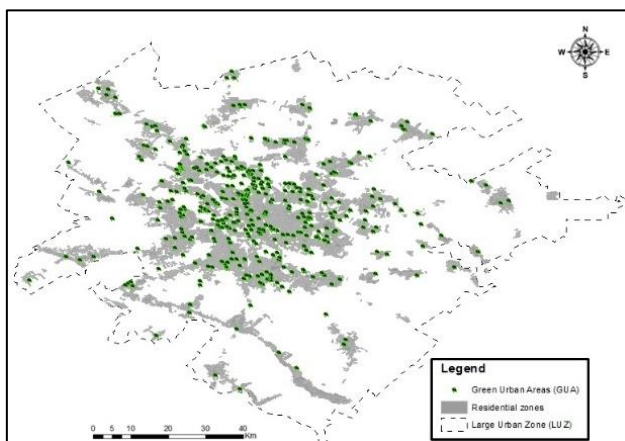 N
W E
S
Legend
Green Urban Areas (GUA)
Residential zones
Large Urban Zone (LUZ)
0 5 10 20 30 40
Km